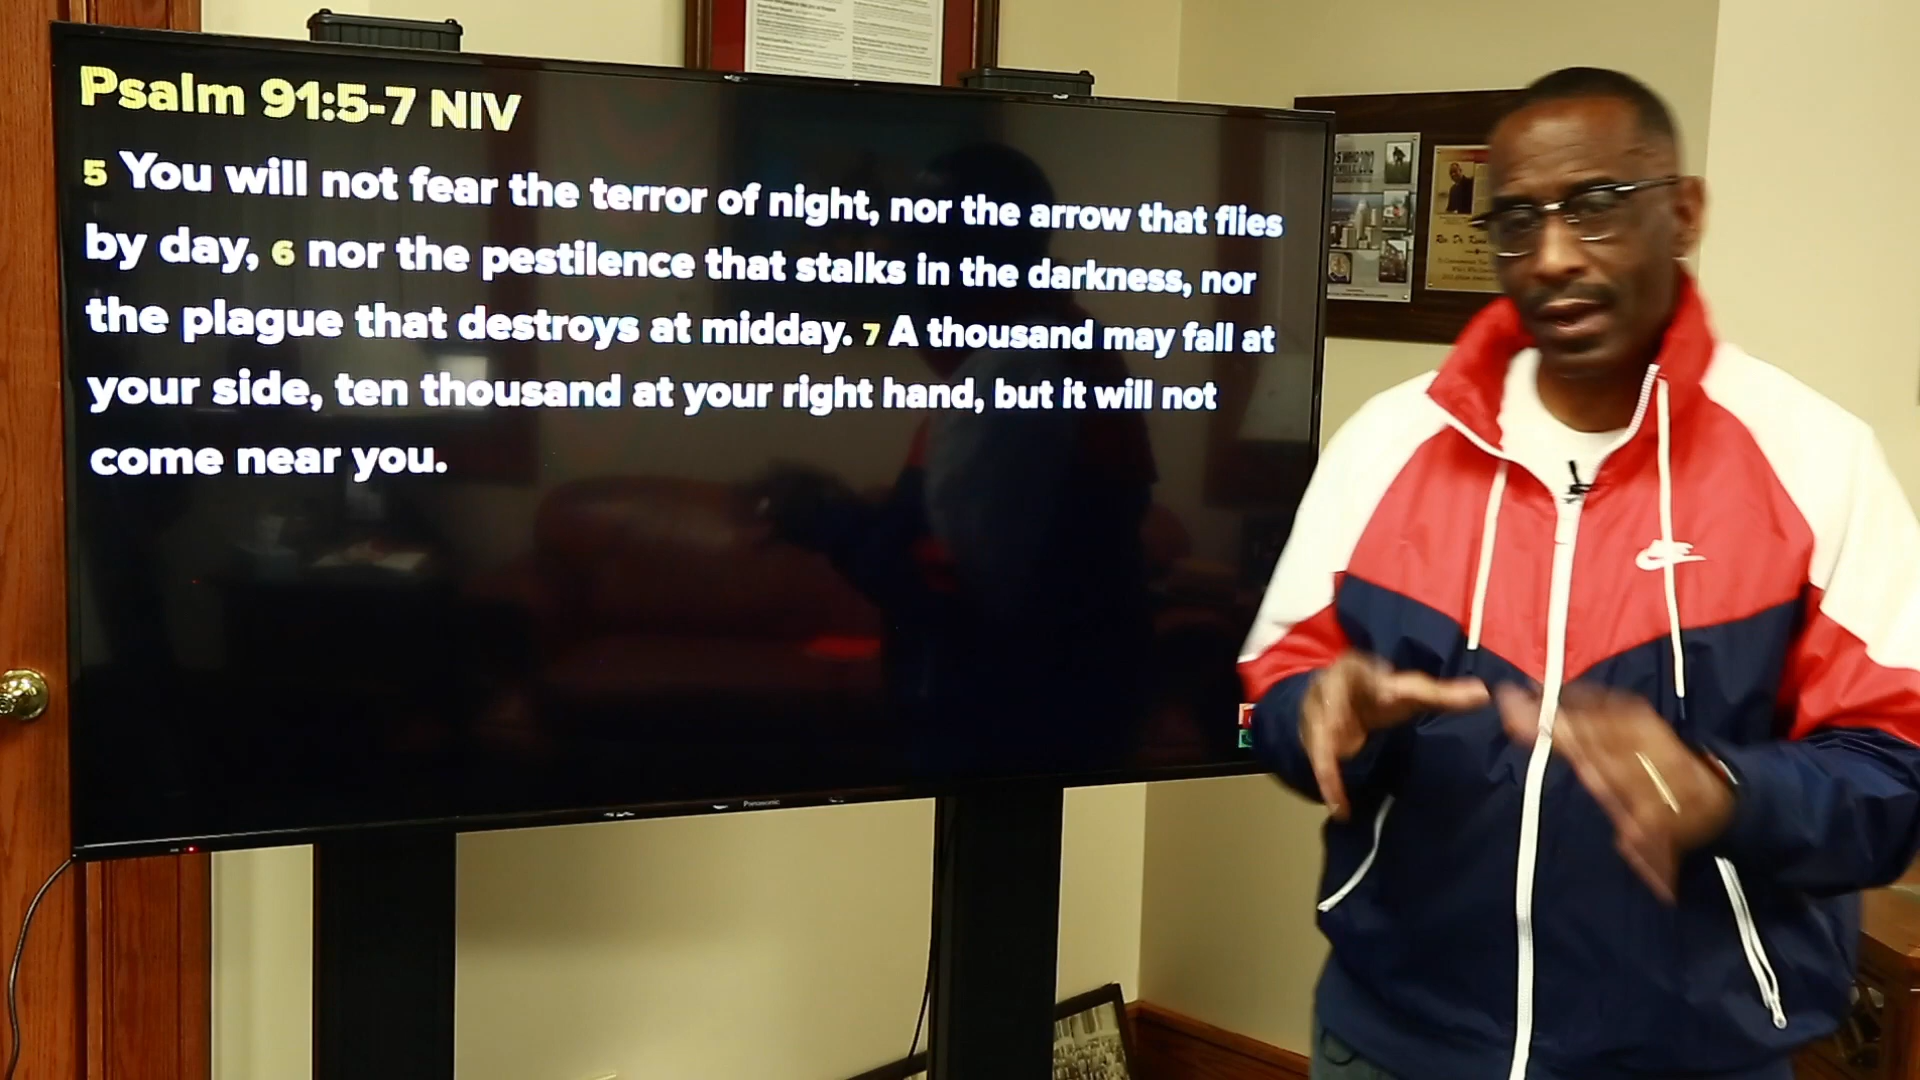 Psalm 91:5-7 NIV
5 You will not fear the terror of night, nor the arrow that flies
by day, 6 nor the pestilence that stalks in the darkness, nor
the plague that destroys at midday. 7 A thousand may fall at
your side, ten thousand at your right hand, but it will not
come near you.
Panasonic